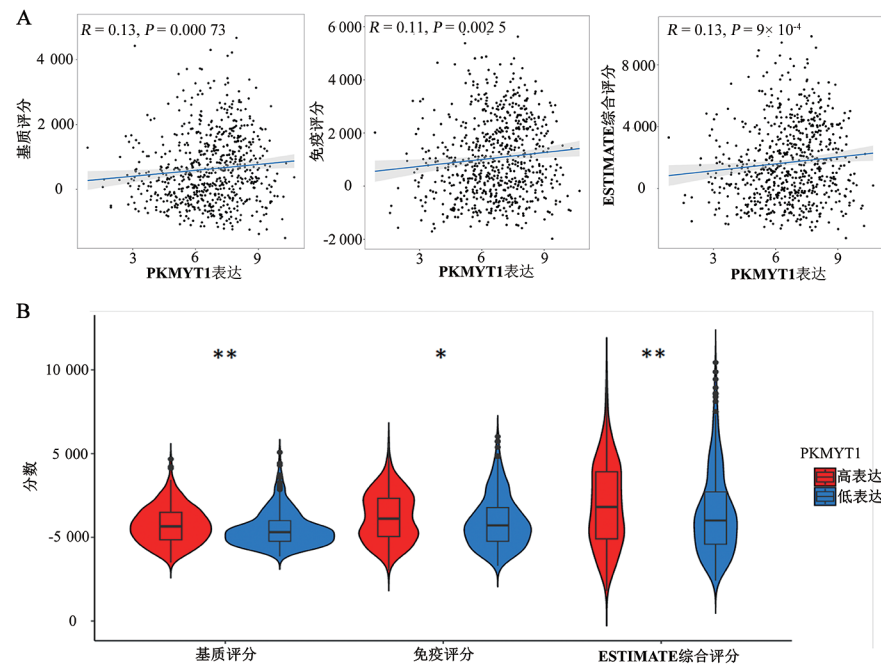 A
R = 0.13, P = 0.000 73
基质评分
4 000
2 000
0
3
6
9
PKMYT1表达
R = 0.11, P = 0.002 5
免疫评分
6 000
4 000
2 000
0
-2 000
3
6
9
PKMYT1表达
R = 0.13, P = 9× 10-4
ESTIMATE综合评分
8 000
4 000
0
3
6
9
PKMYT1表达
B
分数
10 000
5 000
-5 000
0
**
*
**
基质评分
免疫评分
ESTIMATE综合评分
PKMYT1
高表达
低表达